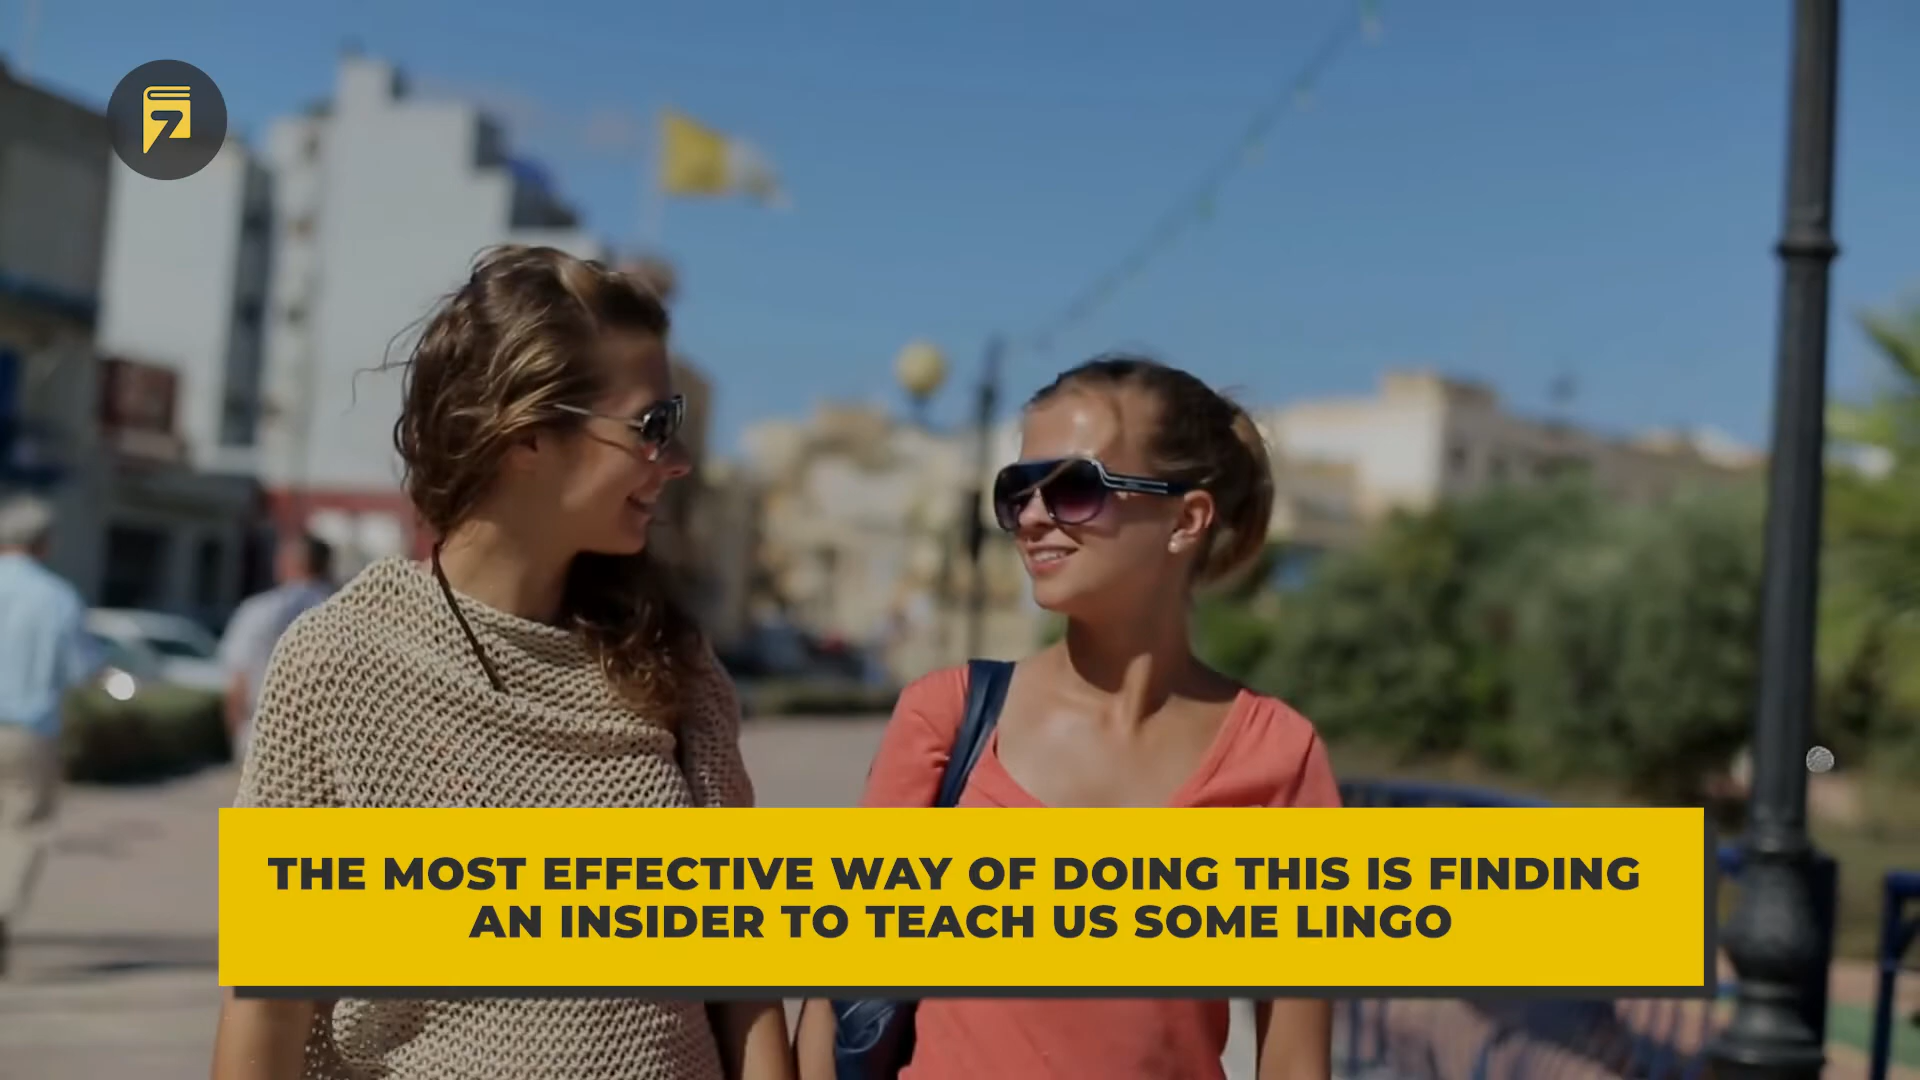 THE MOST EFFECTIVE WAY OF DOING THIS IS FINDING
AN INSIDER TO TEACH US SOME LINGO